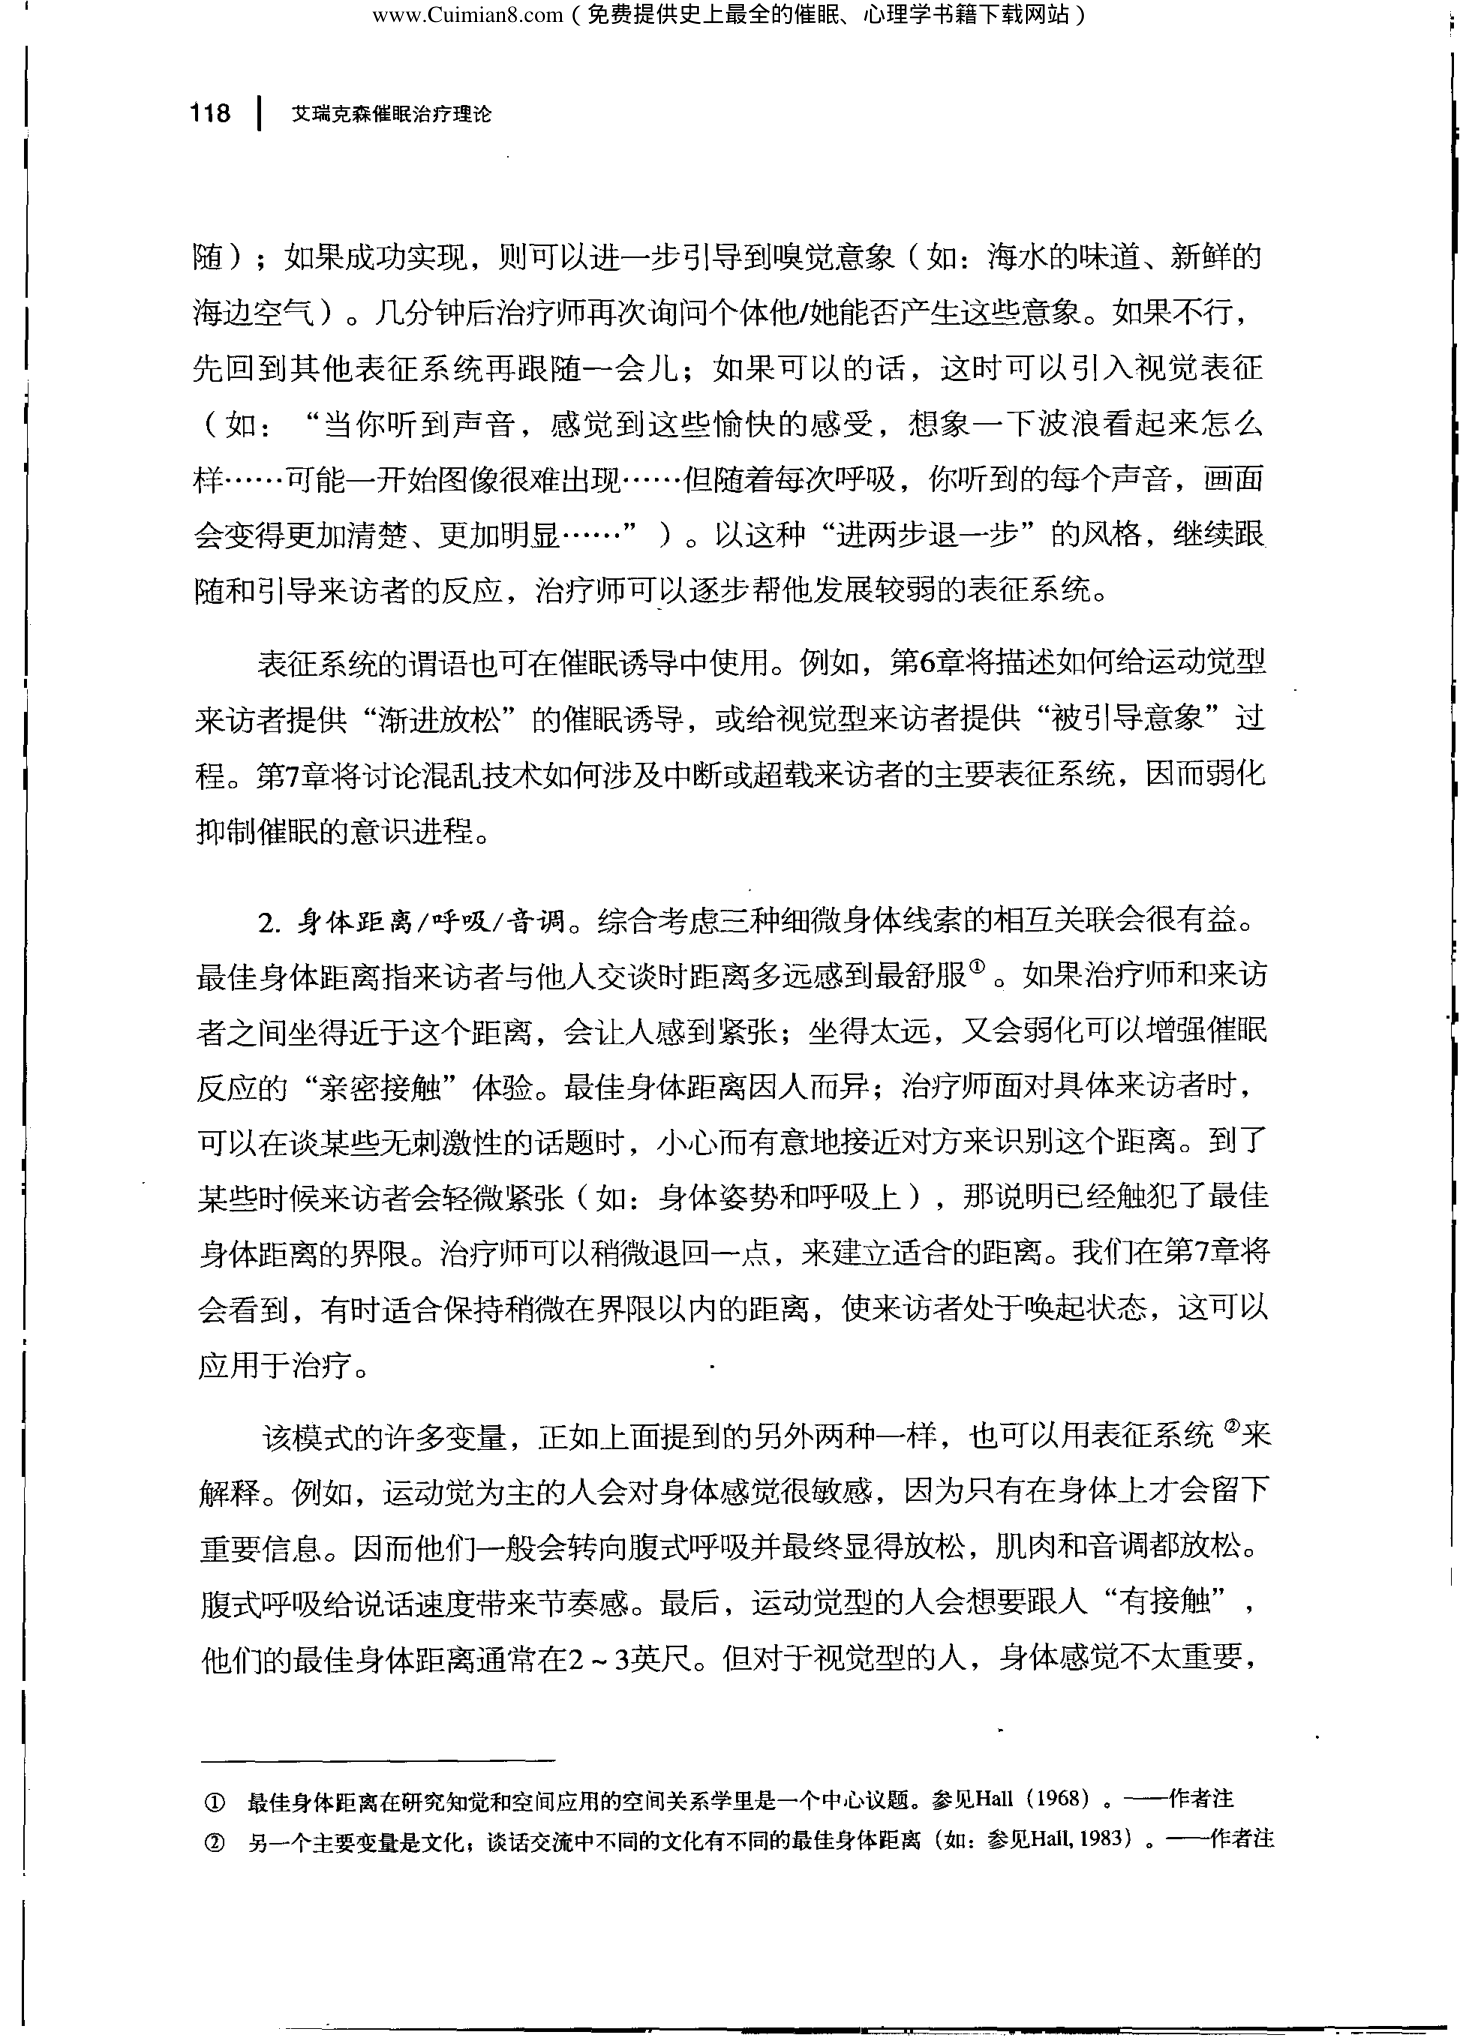 www.Cuimian8.com（免费提供史上最全的催眠、心理学书籍下载网站）
118 艾瑞克森催眠治疗理论
随）；如果成功实现，则可以进一步引导到嗅觉意象（如：海水的味道、新鲜的
海边空气）。几分钟后治疗师再次询问个体他/她能否产生这些意象。如果不行，
先回到其他表征系统再跟随一会儿；如果可以的话，这时可以引入视觉表征
（如：“当你听到声音，感觉到这些愉快的感受，想象一下波浪看起来怎么
样……可能一开始图像很难出现……但随着每次呼吸，你听到的每个声音，画面
会变得更加清楚、更加明显……”）。以这种“进两步退一步”的风格，继续跟
随和引导来访者的反应，治疗师可以逐步帮他发展较弱的表征系统。
表征系统的谓语也可在催眠诱导中使用。例如，第6章将描述如何给运动觉型
来访者提供“渐进放松”的催眠诱导，或给视觉型来访者提供“被引导意象”过
程。第7章将讨论混乱技术如何涉及中断或超载来访者的主要表征系统，因而弱化
抑制催眠的意识进程。
2. 身体距离/呼吸/音调。综合考虑三种细微身体线索的相互关联会很有益。
最佳身体距离指来访者与他人交谈时距离多远感到最舒服①。如果治疗师和来访
者之间坐得近于这个距离，会让人感到紧张；坐得太远，又会弱化可以增强催眠
反应的“亲密接触”体验。最佳身体距离因人而异；治疗师面对具体来访者时，
可以在谈某些无刺激性的话题时，小心而有意地接近对方来识别这个距离。到了
某些时候来访者会轻微紧张（如：身体姿势和呼吸上），那说明已经触犯了最佳
身体距离的界限。治疗师可以稍微退回一点，来建立适合的距离。我们在第7章将
会看到，有时适合保持稍微在界限以内的距离，使来访者处于唤起状态，这可以
应用于治疗。
该模式的许多变量，正如上面提到的另外两种一样，也可以用表征系统②来
解释。例如，运动觉为主的人会对身体感觉很敏感，因为只有在身体上才会留下
重要信息。因而他们一般会转向腹式呼吸并最终显得放松，肌肉和音调都放松。
腹式呼吸给说话速度带来节奏感。最后，运动觉型的人会想要跟人“有接触”，
他们的最佳身体距离通常在2～3英尺。但对于视觉型的人，身体感觉不太重要，
① 最佳身体距离在研究知觉和空间应用的空间关系学里是一个中心议题。参见Hall（1968）。——作者注
② 另一个主要变量是文化；谈话交流中不同的文化有不同的最佳身体距离（如：参见Hall, 1983）。——作者注